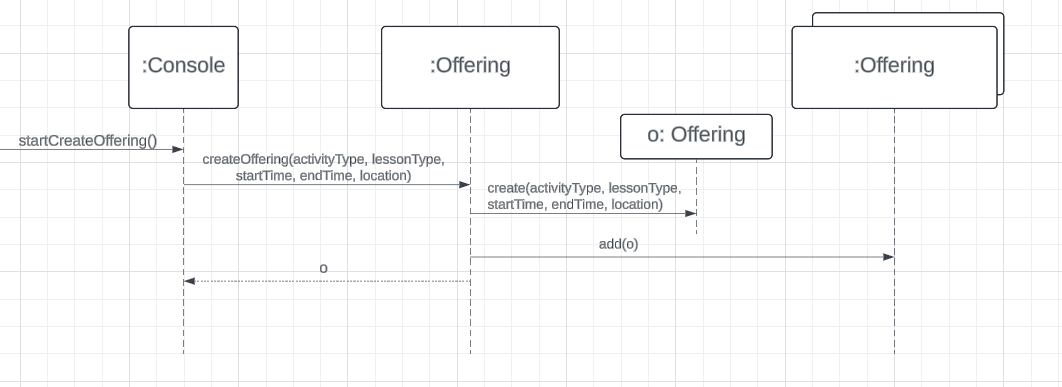 :Console
:Offering
:Offering
o: Offering
startCreateOffering()
createOffering(activityType, lessonType,
startTime, endTime, location)
create(activityType, lessonType,
startTime, endTime, location)
add(o)
o